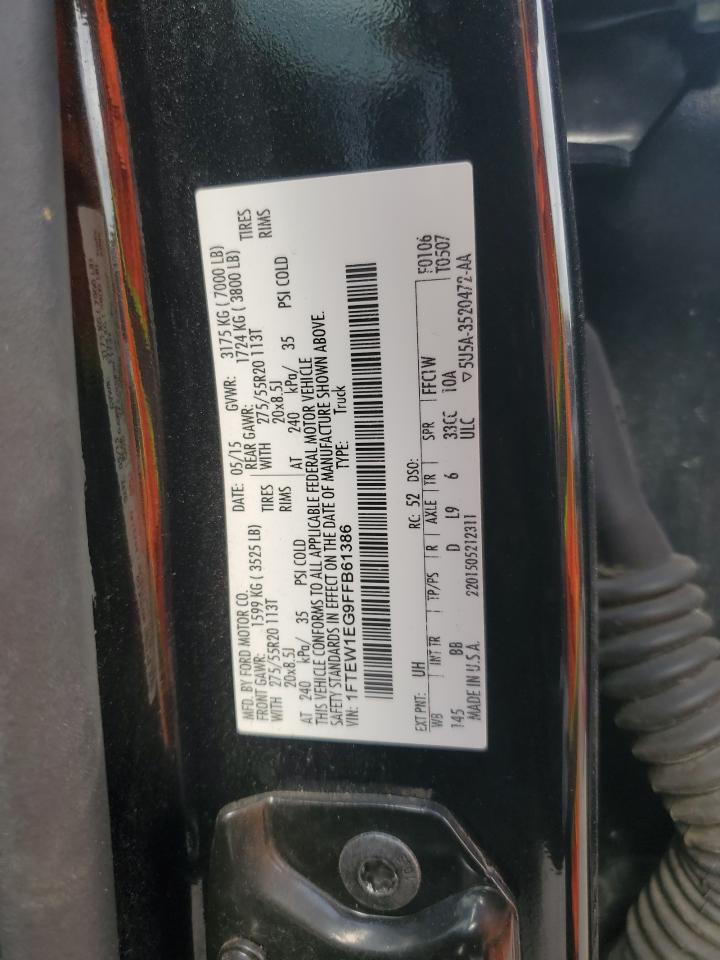 MFD. BY FORD MOTOR CO.
DATE: 05/15 GVWR: 3175 KG ( 7000 LB)
FRONT GAWR: 1599 KG ( 3525 LB) REAR GAWR: 1724 KG ( 3800 LB)
WITH 275/55R20 113T TIRES WITH 275/55R20 113T TIRES
20x8.5J RIMS 20x8.5J RIMS
AT 240 kPa/ 35 PSI COLD AT 240 kPa/ 35 PSI COLD
THIS VEHICLE CONFORMS TO ALL APPLICABLE FEDERAL MOTOR VEHICLE
SAFETY STANDARDS IN EFFECT ON THE DATE OF MANUFACTURE SHOWN ABOVE.
VIN: 1FTEW1EG9FFB61386 TYPE: Truck
F0106
T0507
EXT PNT: UH RC: 52 DSO: FFC1W
WB INT TR TP/PS R AXLE TR SPR 10A
145 BB D L9 6 33CC
MADE IN U.S.A. 2201505212311 ULC ▽5U5A-3520472-AA